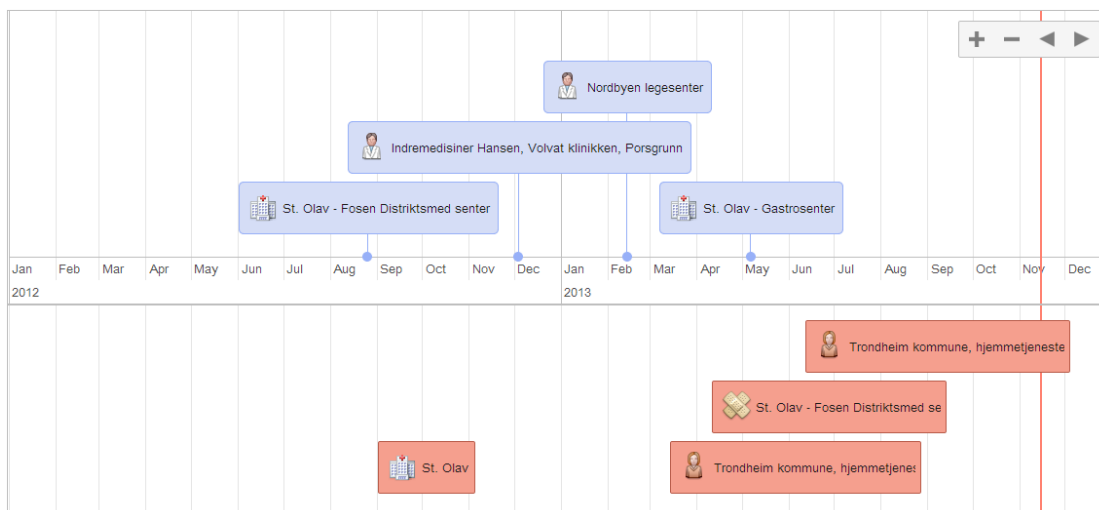 Nordbyen legesenter
Indremedisiner Hansen, Volvat klinikken, Porsgrunn
St. Olav - Fosen Distriktsmed senter
St. Olav - Gastrosenter
Jan Feb Mar Apr May Jun Jul Aug Sep Oct Nov Dec Jan Feb Mar Apr May Jun Jul Aug Sep Oct Nov Dec
2012 2013
Trondheim kommune, hjemmetjeneste
St. Olav - Fosen Distriktsmed se
St. Olav
Trondheim kommune, hjemmetjenes